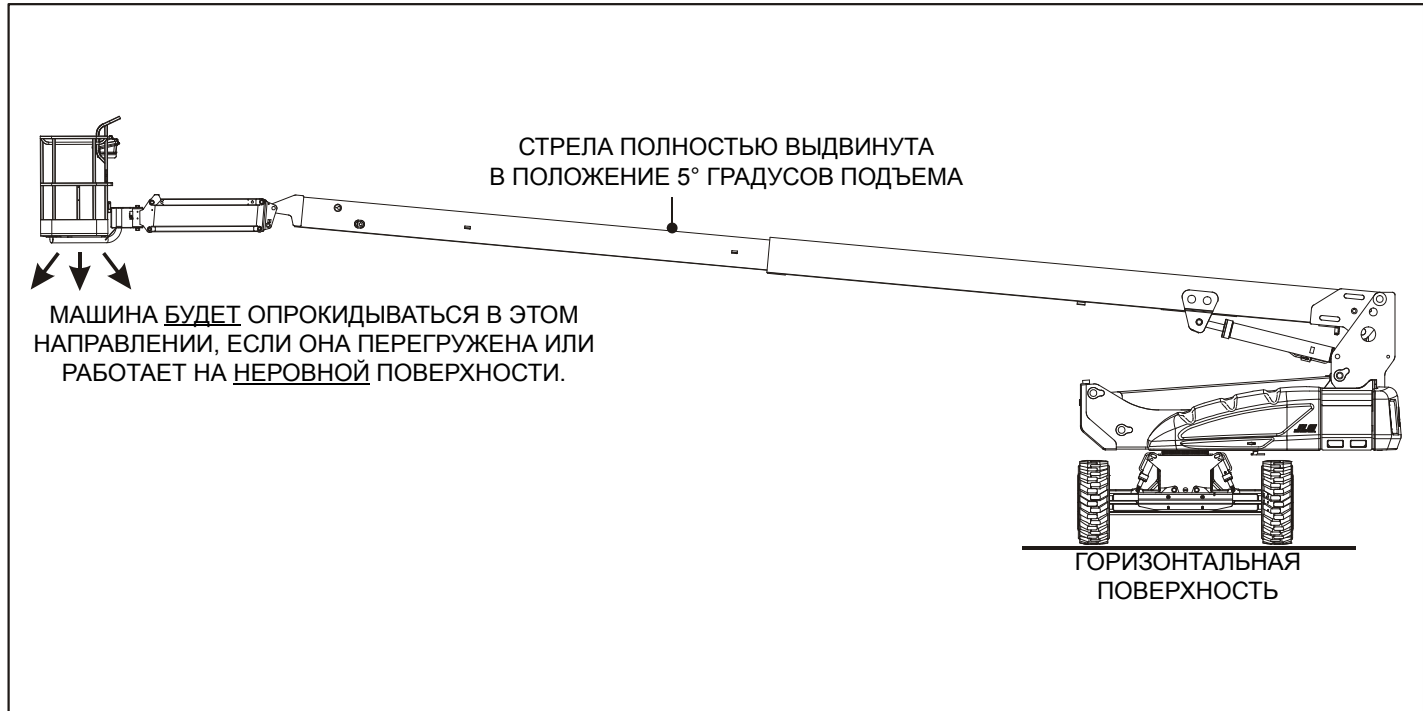 СТРЕЛА ПОЛНОСТЬЮ ВЫДВИНУТА
В ПОЛОЖЕНИЕ 5° ГРАДУСОВ ПОДЪЕМА
МАШИНА БУДЕТ ОПРОКИДЫВАТЬСЯ В ЭТОМ
НАПРАВЛЕНИИ, ЕСЛИ ОНА ПЕРЕГРУЖЕНА ИЛИ
РАБОТАЕТ НА НЕРОВНОЙ ПОВЕРХНОСТИ.
JLG
ГОРИЗОНТАЛЬНАЯ
ПОВЕРХНОСТЬ